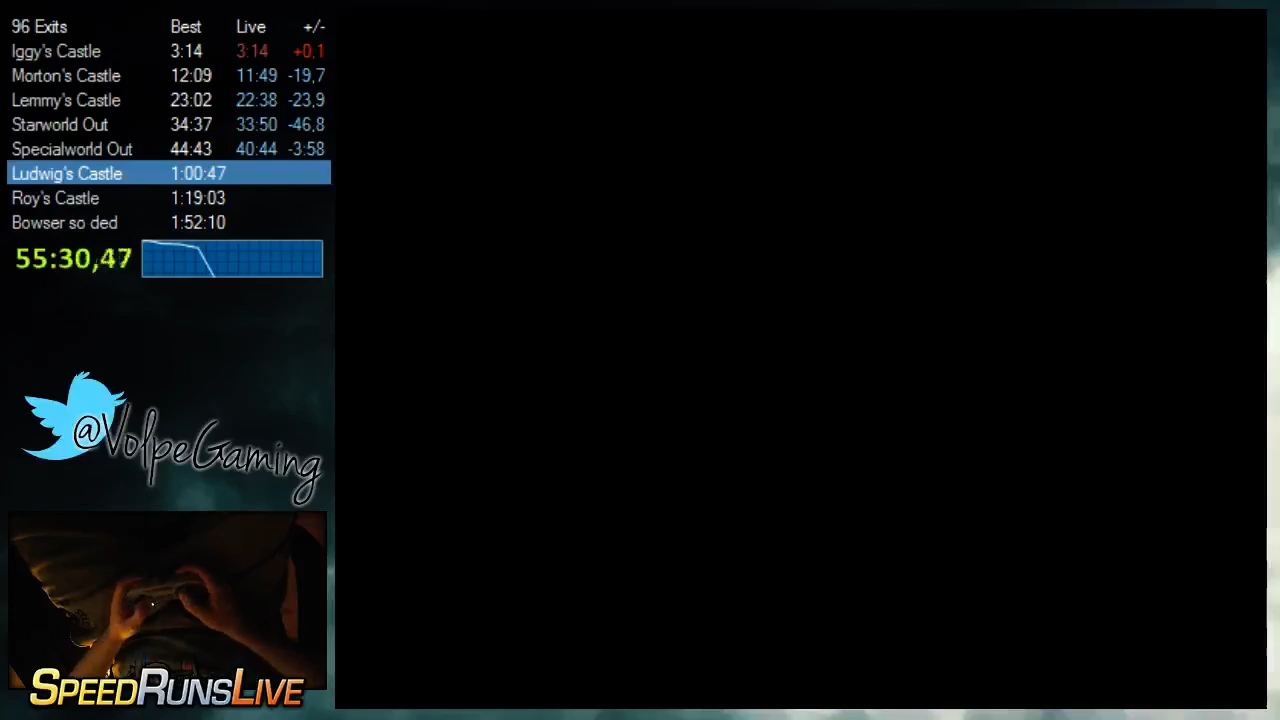 96 Exits Best Live +/-
Iggy's Castle 3:14 3:14 +0,1
Morton's Castle 12:09 11:49 -19,7
Lemmy's Castle 23:02 22:38 -23,9
Starworld Out 34:37 33:50 -46,8
Specialworld Out 44:43 40:44 -3:58
Ludwig's Castle 1:00:47
Roy's Castle 1:19:03
Bowser so ded 1:52:10
55:30,47
@VolpeGaming
SPEEDRUNSLIVE